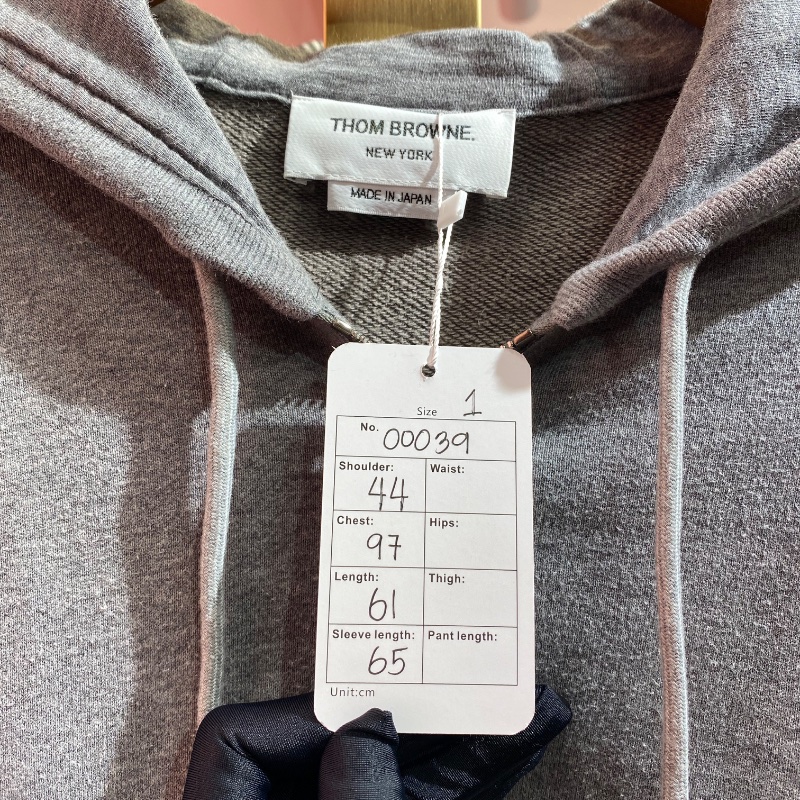 THOM BROWNE.
NEW YORK
MADE IN JAPAN
Size 1
No. 00039
Shoulder: 44 Waist:
Chest: 97 Hips:
Length: 61 Thigh:
Sleeve length: 65 Pant length:
Unit:cm